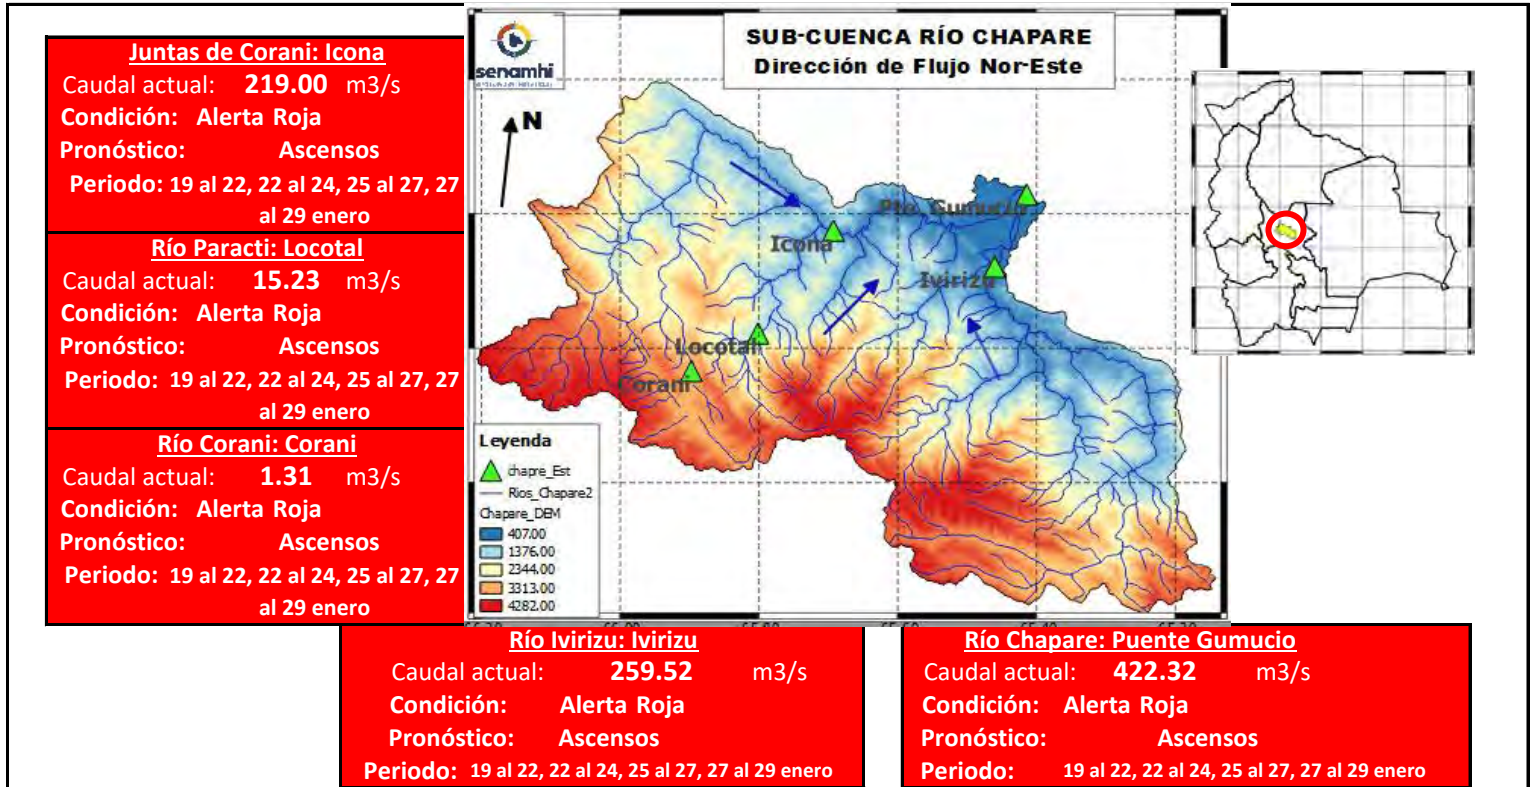 Juntas de Corani: Icona
Caudal actual: 219.00 m3/s
Condición: Alerta Roja
Pronóstico: Ascensos
Periodo: 19 al 22, 22 al 24, 25 al 27, 27
al 29 enero
Río Paracti: Locotal
Caudal actual: 15.23 m3/s
Condición: Alerta Roja
Pronóstico: Ascensos
Periodo: 19 al 22, 22 al 24, 25 al 27, 27
al 29 enero
Río Corani: Corani
Caudal actual: 1.31 m3/s
Condición: Alerta Roja
Pronóstico: Ascensos
Periodo: 19 al 22, 22 al 24, 25 al 27, 27
al 29 enero
senamhi
SUB-CUENCA RÍO CHAPARE
Dirección de Flujo Nor-Este
N
Pte. Gumucio
Icona
Ivirizu
Locotal
Corani
Leyenda
chapre_Est
Rios_Chapare2
Chapare_DEM
407.00
1376.00
2344.00
3313.00
4282.00
Río Ivirizu: Ivirizu
Caudal actual: 259.52 m3/s
Condición: Alerta Roja
Pronóstico: Ascensos
Periodo: 19 al 22, 22 al 24, 25 al 27, 27 al 29 enero
Río Chapare: Puente Gumucio
Caudal actual: 422.32 m3/s
Condición: Alerta Roja
Pronóstico: Ascensos
Periodo: 19 al 22, 22 al 24, 25 al 27, 27 al 29 enero